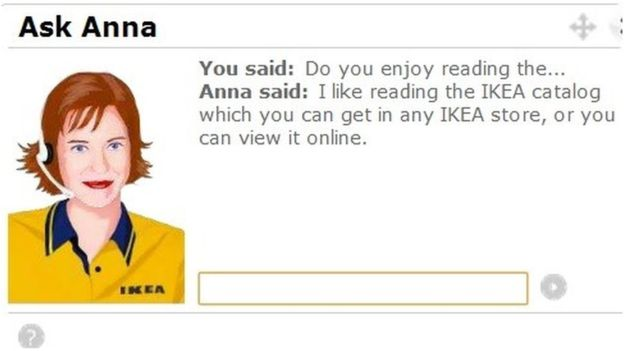 Ask Anna
You said: Do you enjoy reading the...
Anna said: I like reading the IKEA catalog
which you can get in any IKEA store, or you
can view it online.
IKEA
?